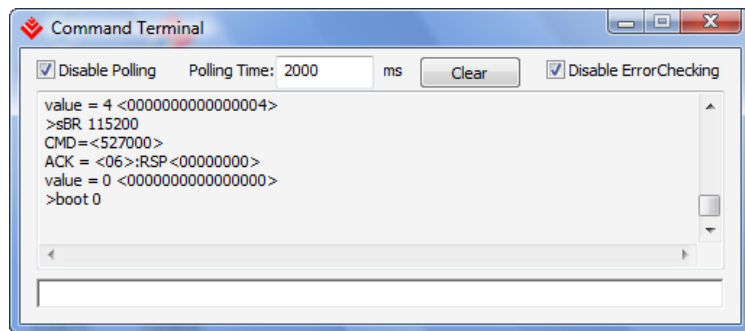 Command Terminal
Disable Polling Polling Time: 2000 ms Clear Disable ErrorChecking
value = 4 <0000000000000004>
>sBR 115200
CMD=<527000>
ACK = <06>:RSP<00000000>
value = 0 <0000000000000000>
>boot 0